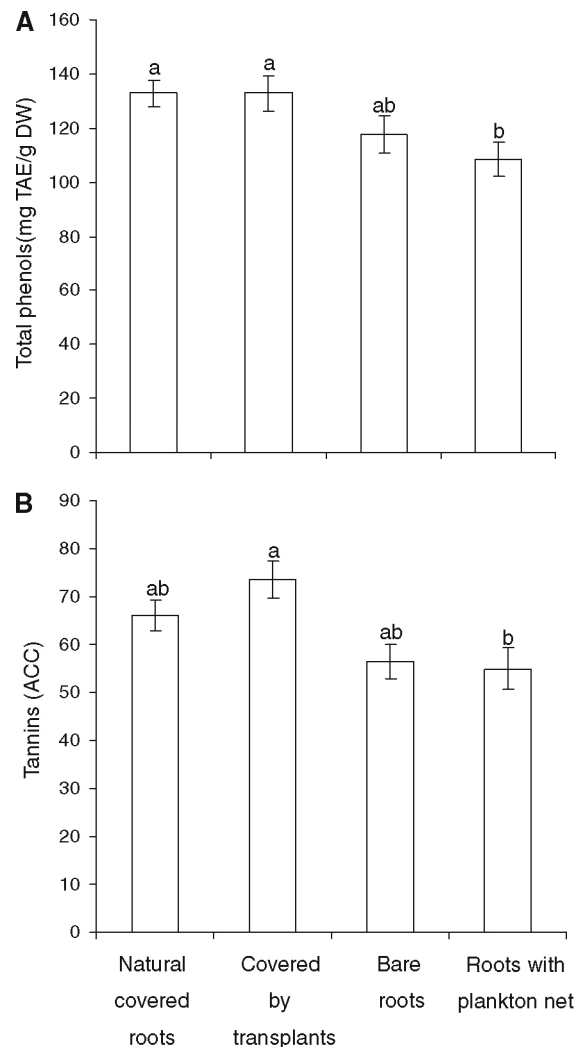 A
Total phenols(mg TAE/g DW)
160
140
120
100
80
60
40
20
0
a
a
ab
b
B
Tannins (ACC)
90
80
70
60
50
40
30
20
10
0
ab
a
ab
b
Natural
covered
roots
Covered
by
transplants
Bare
roots
Roots with
plankton net